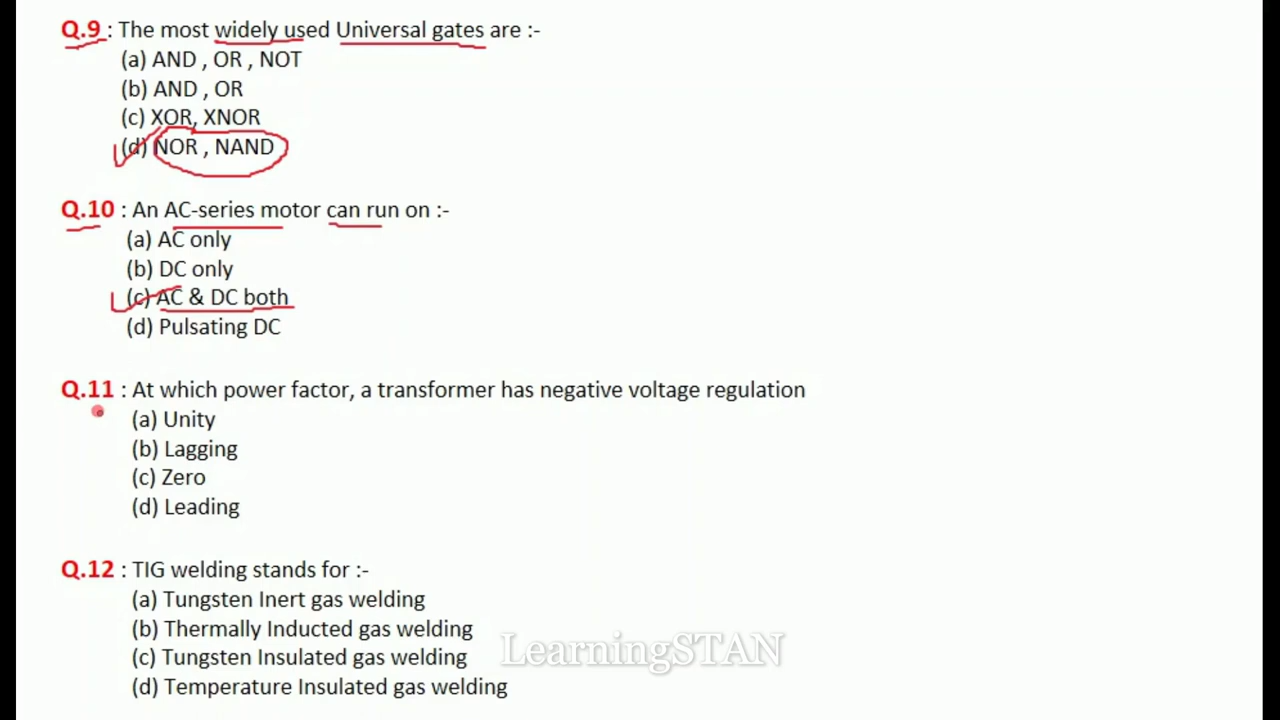 Q.9 : The most widely used Universal gates are :-
(a) AND , OR , NOT
(b) AND , OR
(c) XOR, XNOR
(d) NOR , NAND
Q.10 : An AC-series motor can run on :-
(a) AC only
(b) DC only
(c) AC & DC both
(d) Pulsating DC
Q.11 : At which power factor, a transformer has negative voltage regulation
(a) Unity
(b) Lagging
(c) Zero
(d) Leading
Q.12 : TIG welding stands for :-
(a) Tungsten Inert gas welding
(b) Thermally Inducted gas welding
(c) Tungsten Insulated gas welding
(d) Temperature Insulated gas welding
LearningSTAN